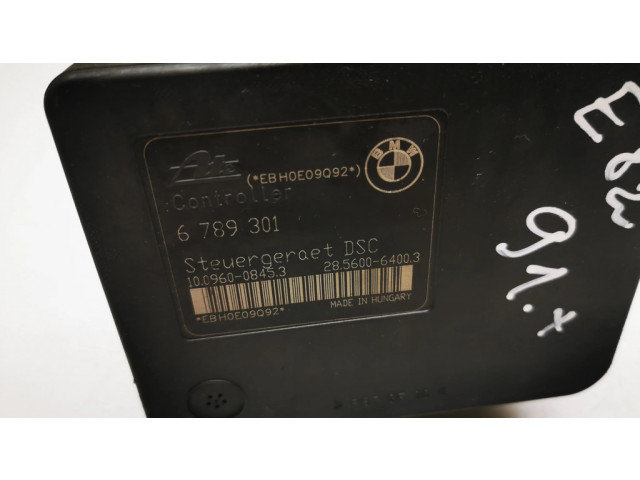 Ate (*EBH0E09Q92*) BMW
Controller
6 789 301
Steuergeraet DSC
10.0960-0845.3 28.5600-6400.3
MADE IN HUNGARY
*EBH0E09Q92*
E82
91.x